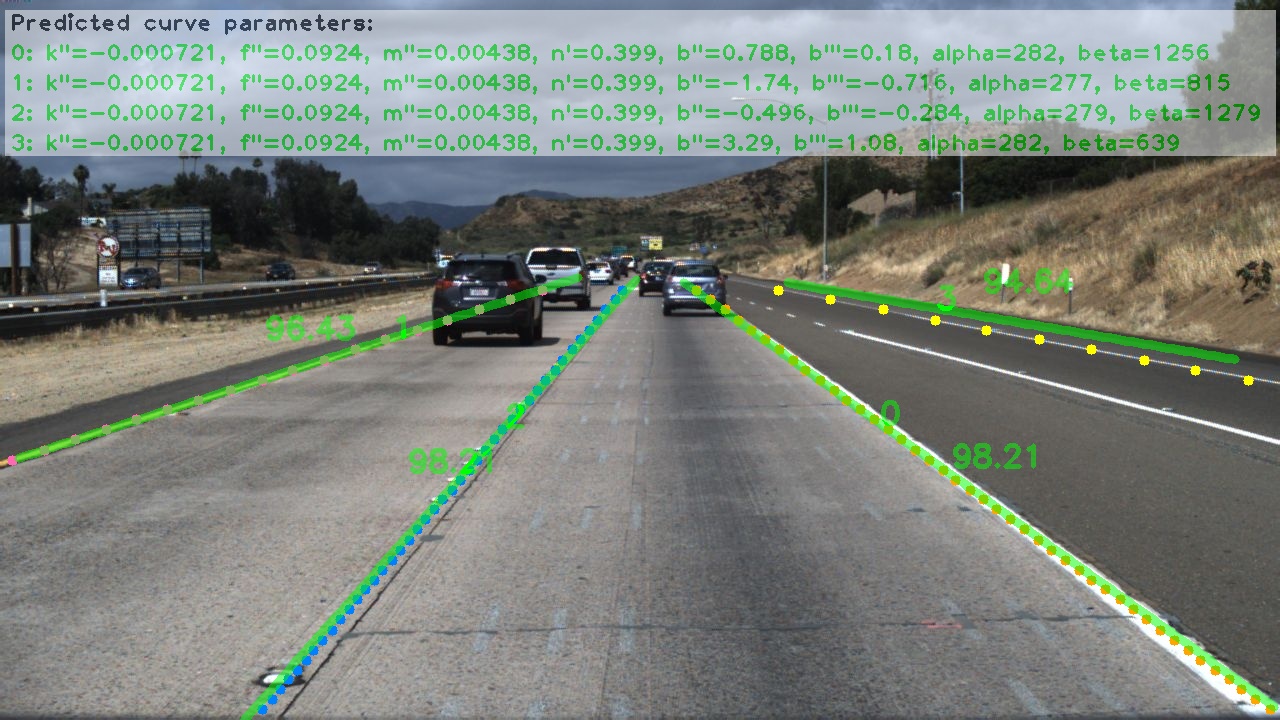 Predicted curve parameters:
0: k"=-0.000721, f"=0.0924, m"=0.00438, n'=0.399, b"=0.788, b'''=0.18, alpha=282, beta=1256
1: k"=-0.000721, f"=0.0924, m"=0.00438, n'=0.399, b"=-1.74, b'''=-0.716, alpha=277, beta=815
2: k"=-0.000721, f"=0.0924, m"=0.00438, n'=0.399, b"=-0.496, b'''=-0.284, alpha=279, beta=1279
3: k"=-0.000721, f"=0.0924, m"=0.00438, n'=0.399, b"=3.29, b'''=1.08, alpha=282, beta=639
3 94.84
96.43 1
2
0
98.21
98.21